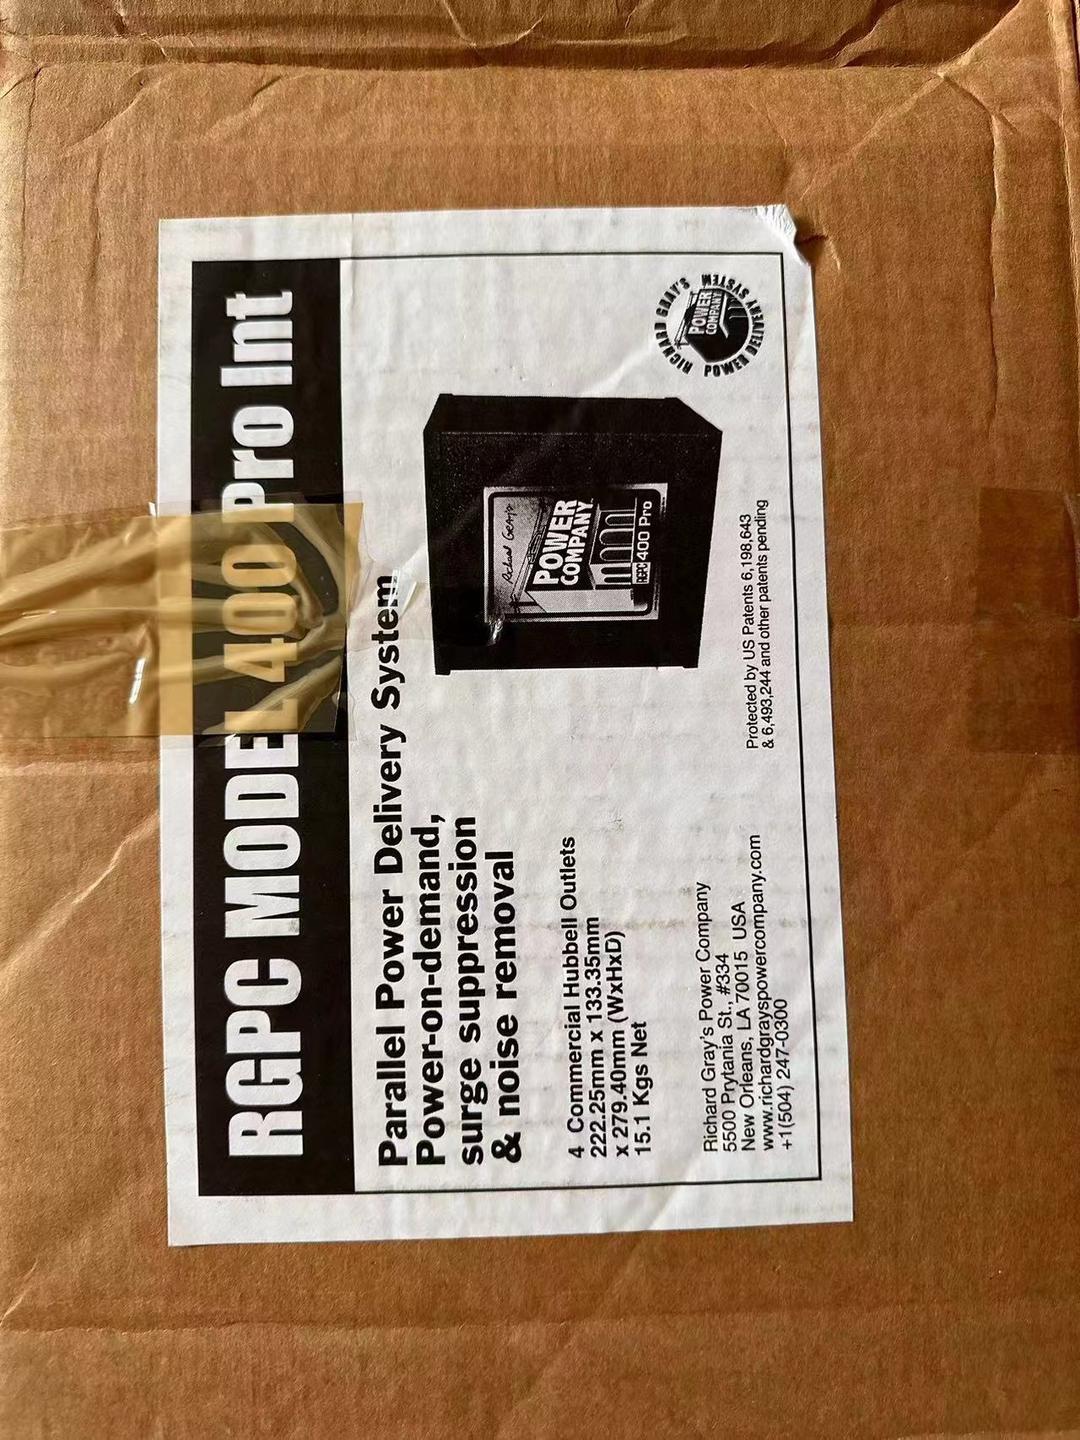 RGPC MODEL 400 Pro Int
Parallel Power Delivery System
Power-on-demand,
surge suppression
& noise removal
4 Commercial Hubbell Outlets
222.25mm x 133.35mm
x 279.40mm (WxHxD)
15.1 Kgs Net
Richard Gray's
POWER
COMPANY
RGPC 400 Pro
Richard Gray's Power Company
5500 Prytania St., #334
New Orleans, LA 70015 USA
www.richardgrayspowercompany.com
+1(504) 247-0300
Protected by US Patents 6,198,643
& 6,493,244 and other patents pending
RICHARD GRAY'S
POWER
COMPANY
POWER DELIVERY SYSTEM